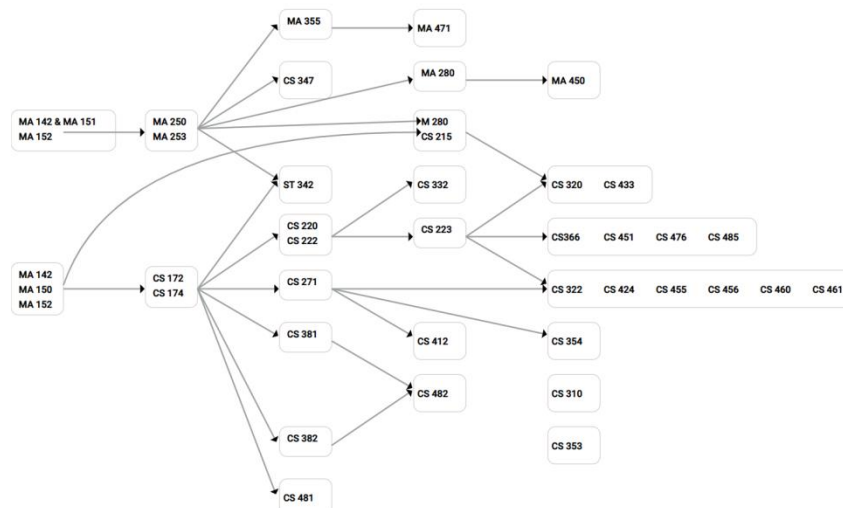 MA 355
MA 471
CS 347
MA 280
MA 450
MA 142 & MA 151
MA 152
MA 250
MA 253
M 280
CS 215
ST 342
CS 332
CS 320 CS 433
CS 220
CS 222
CS 223
CS366 CS 451 CS 476 CS 485
MA 142
MA 150
MA 152
CS 172
CS 174
CS 271
CS 322 CS 424 CS 455 CS 456 CS 460 CS 461
CS 381
CS 412
CS 354
CS 482
CS 310
CS 382
CS 353
CS 481